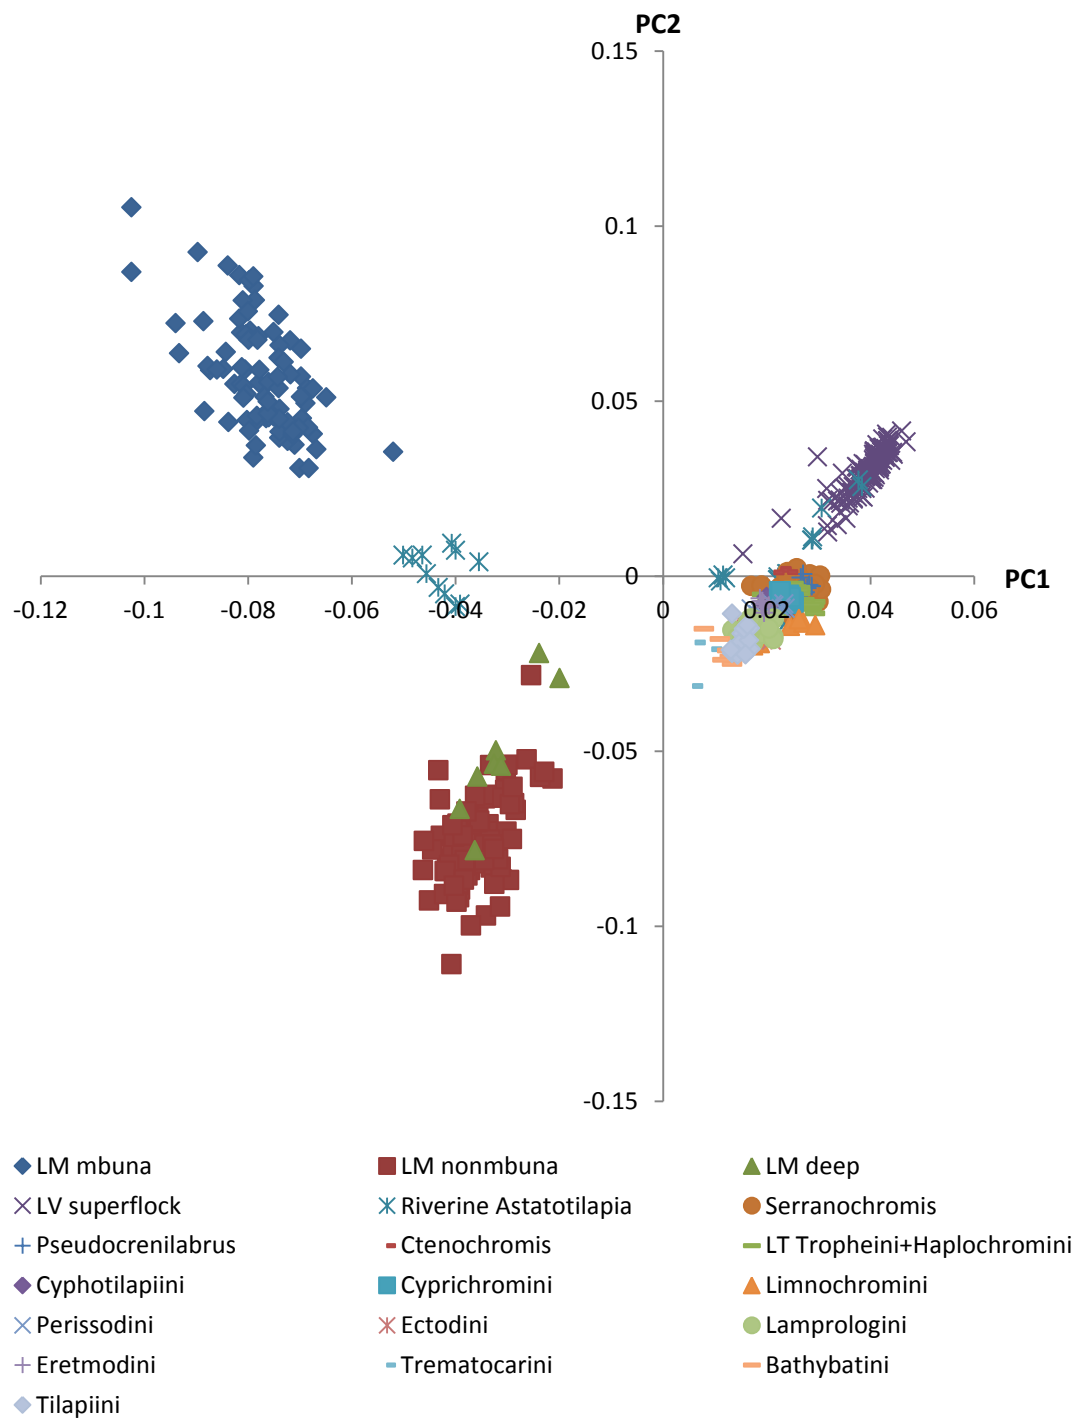 PC2
0.15
0.1
0.05
0
PC1
-0.12 -0.1 -0.08 -0.06 -0.04 -0.02 0 0.02 0.04 0.06
-0.05
-0.1
-0.15
LM mbuna LM nonmbuna LM deep
LV superflock Riverine Astatotilapia Serranochromis
Pseudocrenilabrus Ctenochromis LT Tropheini+Haplochromini
Cyphotilapiini Cyprichromini Limnochromini
Perissodini Ectodini Lamprologini
Eretmodini Trematocarini Bathybatini
Tilapiini